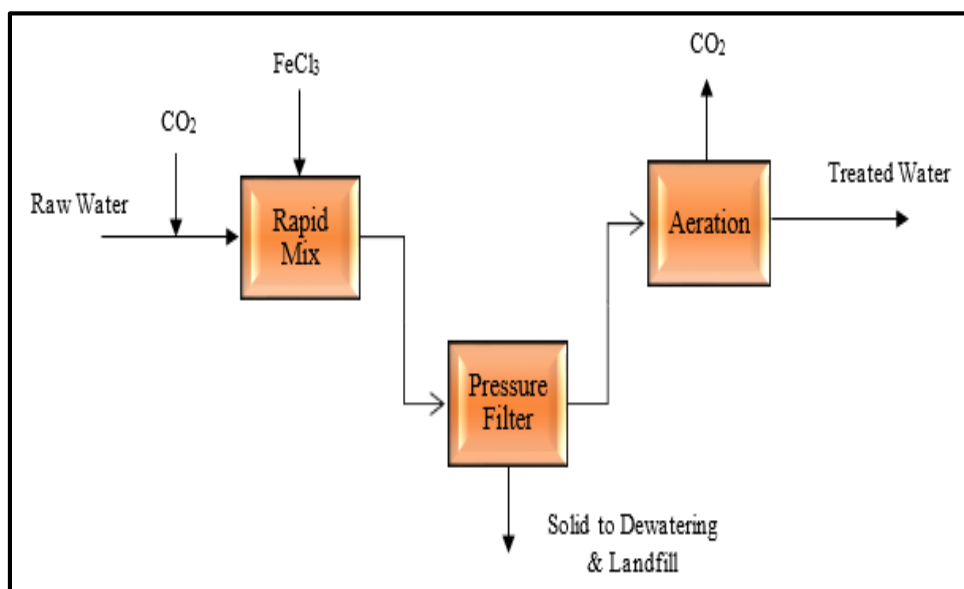 CO₂
FeCl₃
CO₂
Raw Water
Rapid
Mix
Aeration
Treated Water
Pressure
Filter
Solid to Dewatering
& Landfill